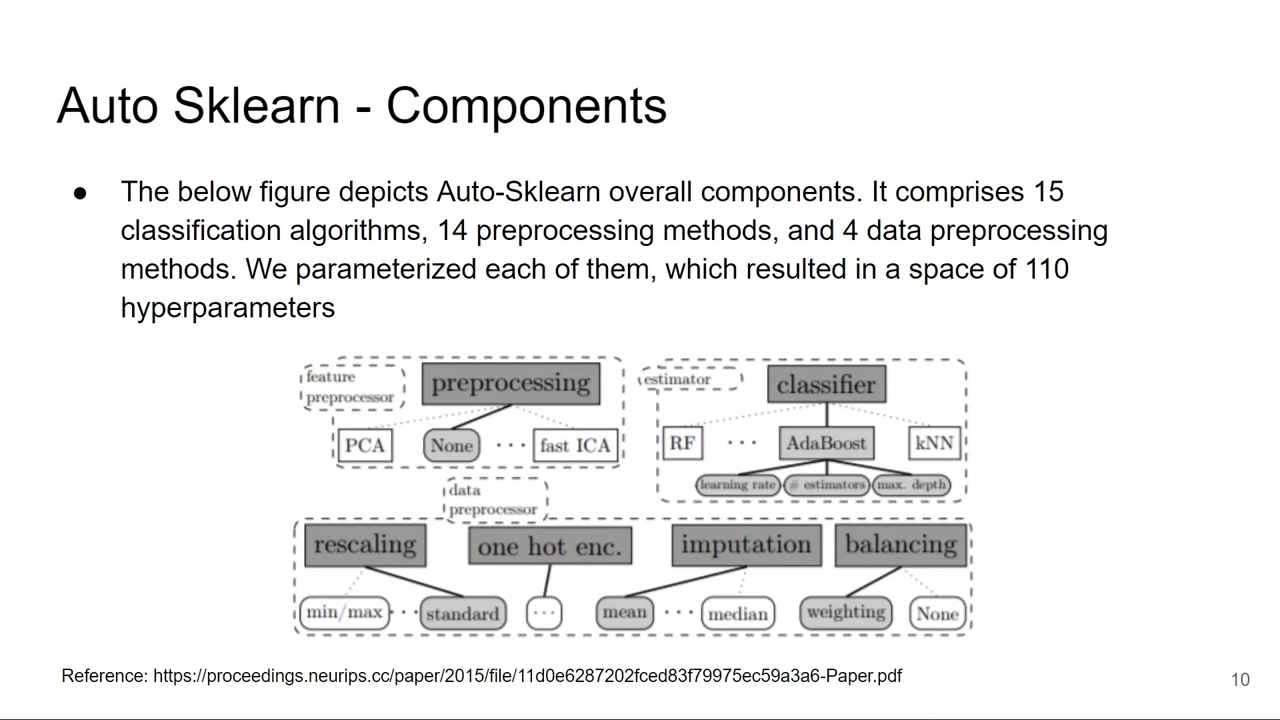 Auto Sklearn - Components
● The below figure depicts Auto-Sklearn overall components. It comprises 15
classification algorithms, 14 preprocessing methods, and 4 data preprocessing
methods. We parameterized each of them, which resulted in a space of 110
hyperparameters
feature
preprocessor
preprocessing
PCA
None
· · ·
fast ICA
estimator
classifier
RF
· · ·
AdaBoost
kNN
learning rate
# estimators
max. depth
data
preprocessor
rescaling
one hot enc.
imputation
balancing
min/max
· · ·
standard
· · ·
mean
· · ·
median
weighting
None
Reference: https://proceedings.neurips.cc/paper/2015/file/11d0e6287202fced83f79975ec59a3a6-Paper.pdf
10